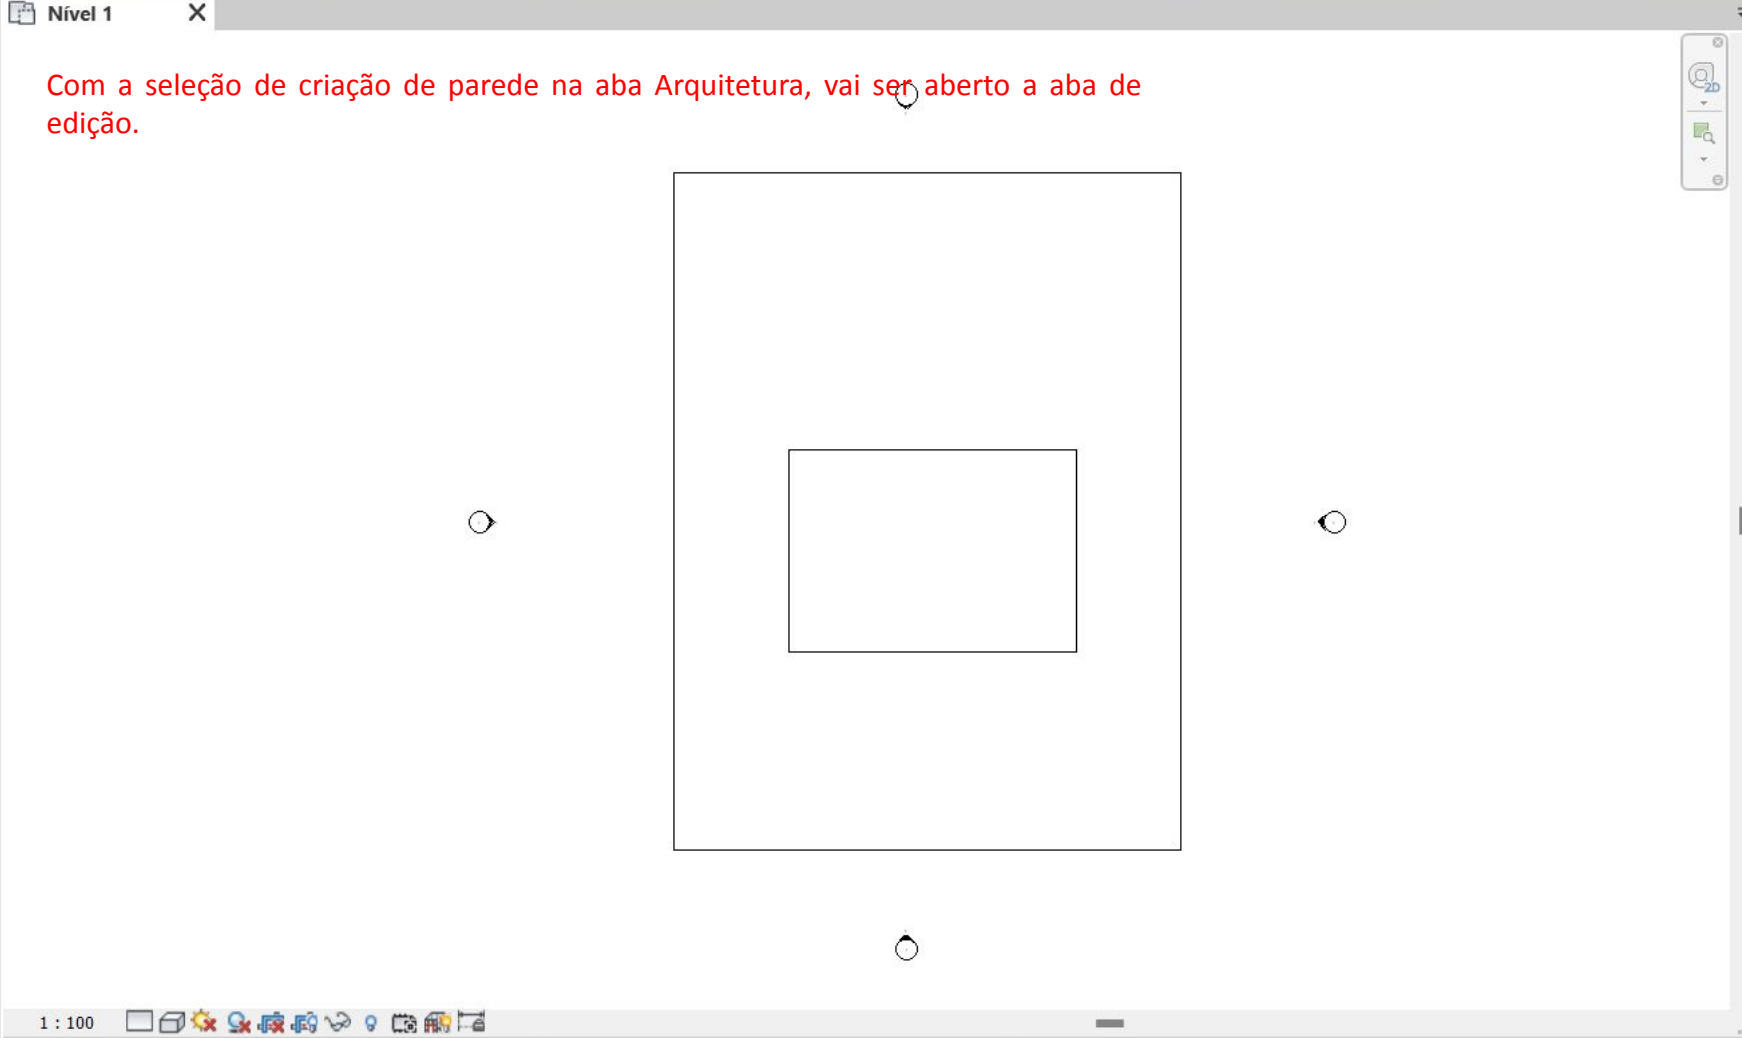 Nível 1
Com a seleção de criação de parede na aba Arquitetura, vai ser aberto a aba de
edição.
2D
1 : 100